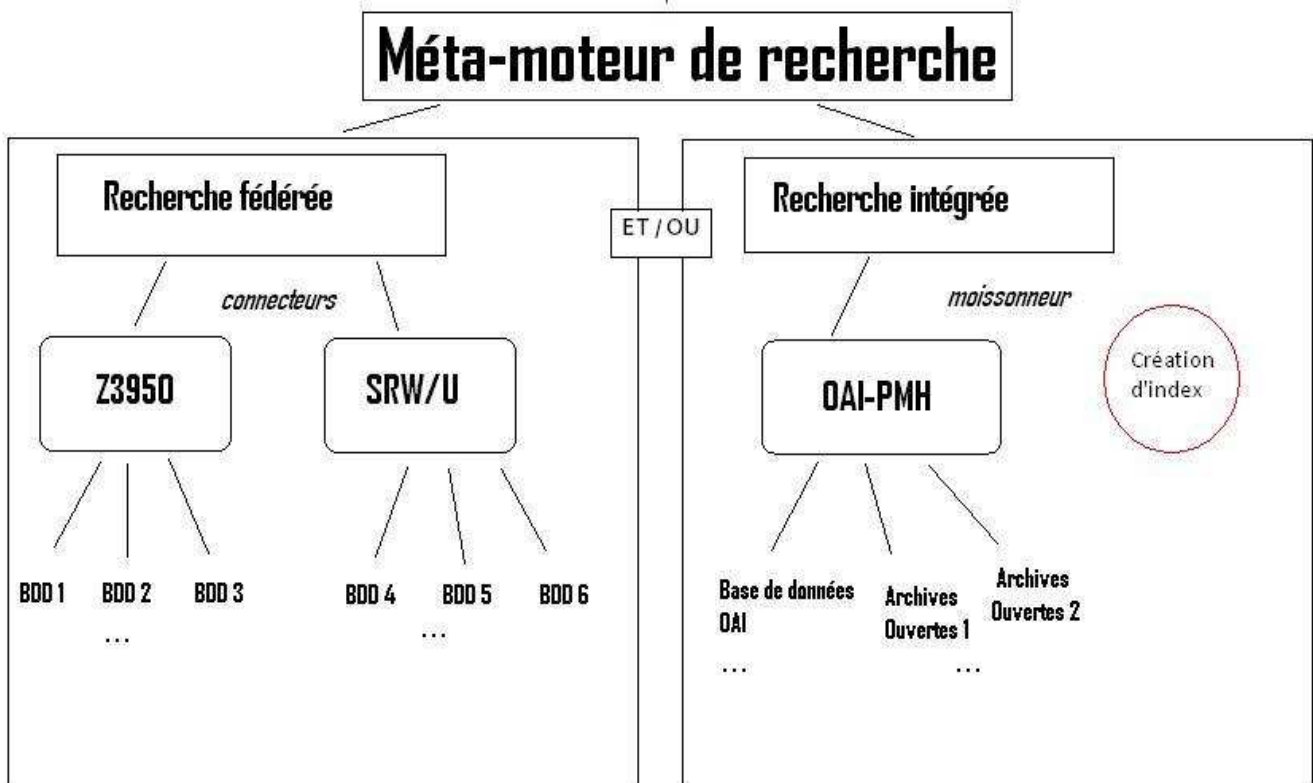 Méta-moteur de recherche
Recherche fédérée
ET / OU
Recherche intégrée
connecteurs
moissonneur
Z3950
SRW/U
OAI-PMH
Création
d'index
BDD 1
BDD 2
BDD 3
...
BDD 4
BDD 5
BDD 6
...
Base de données
OAI
...
Archives
Ouvertes 1
Archives
Ouvertes 2
...